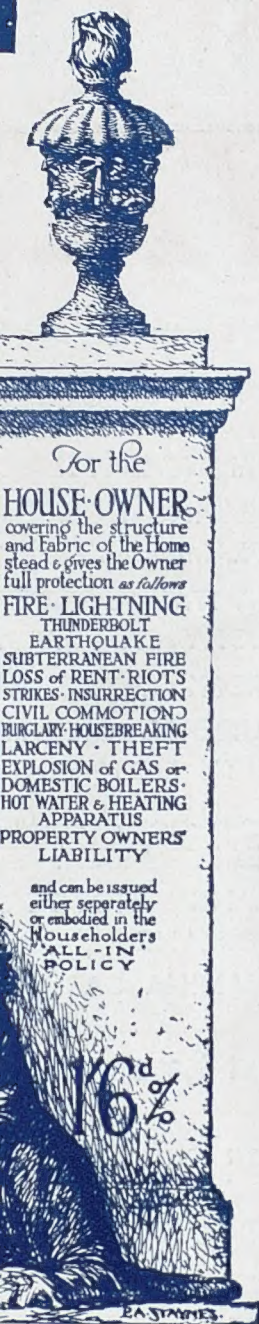 For the
HOUSE·OWNER
covering the structure
and Fabric of the Home
stead & gives the Owner
full protection as follows
FIRE·LIGHTNING
THUNDERBOLT
EARTHQUAKE
SUBTERRANEAN FIRE
LOSS of RENT·RIOTS
STRIKES·INSURRECTION
CIVIL COMMOTIONS
BURGLARY·HOUSEBREAKING
LARCENY · THEFT
EXPLOSION of GAS or
DOMESTIC BOILERS·
HOT WATER & HEATING
APPARATUS
PROPERTY OWNERS'
LIABILITY
and can be issued
either separately
or embodied in the
Householders
"ALL-IN"
POLICY
1/6d %
P.A.STAYNES.